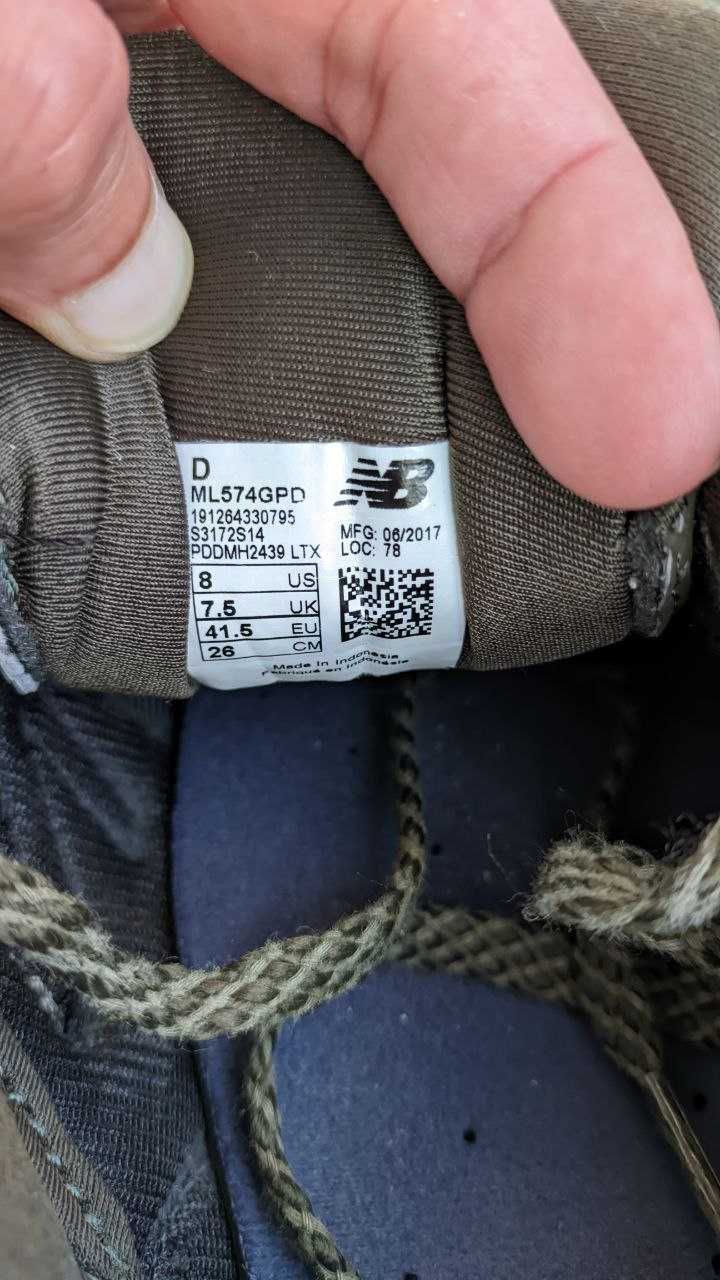 D
ML574GPD
191264330795
S3172S14
PDDMH2439 LTX
NB
MFG: 06/2017
LOC: 78
8 US
7.5 UK
41.5 EU
26 CM
Made in Indonesia
Fabriqué en Indonésie